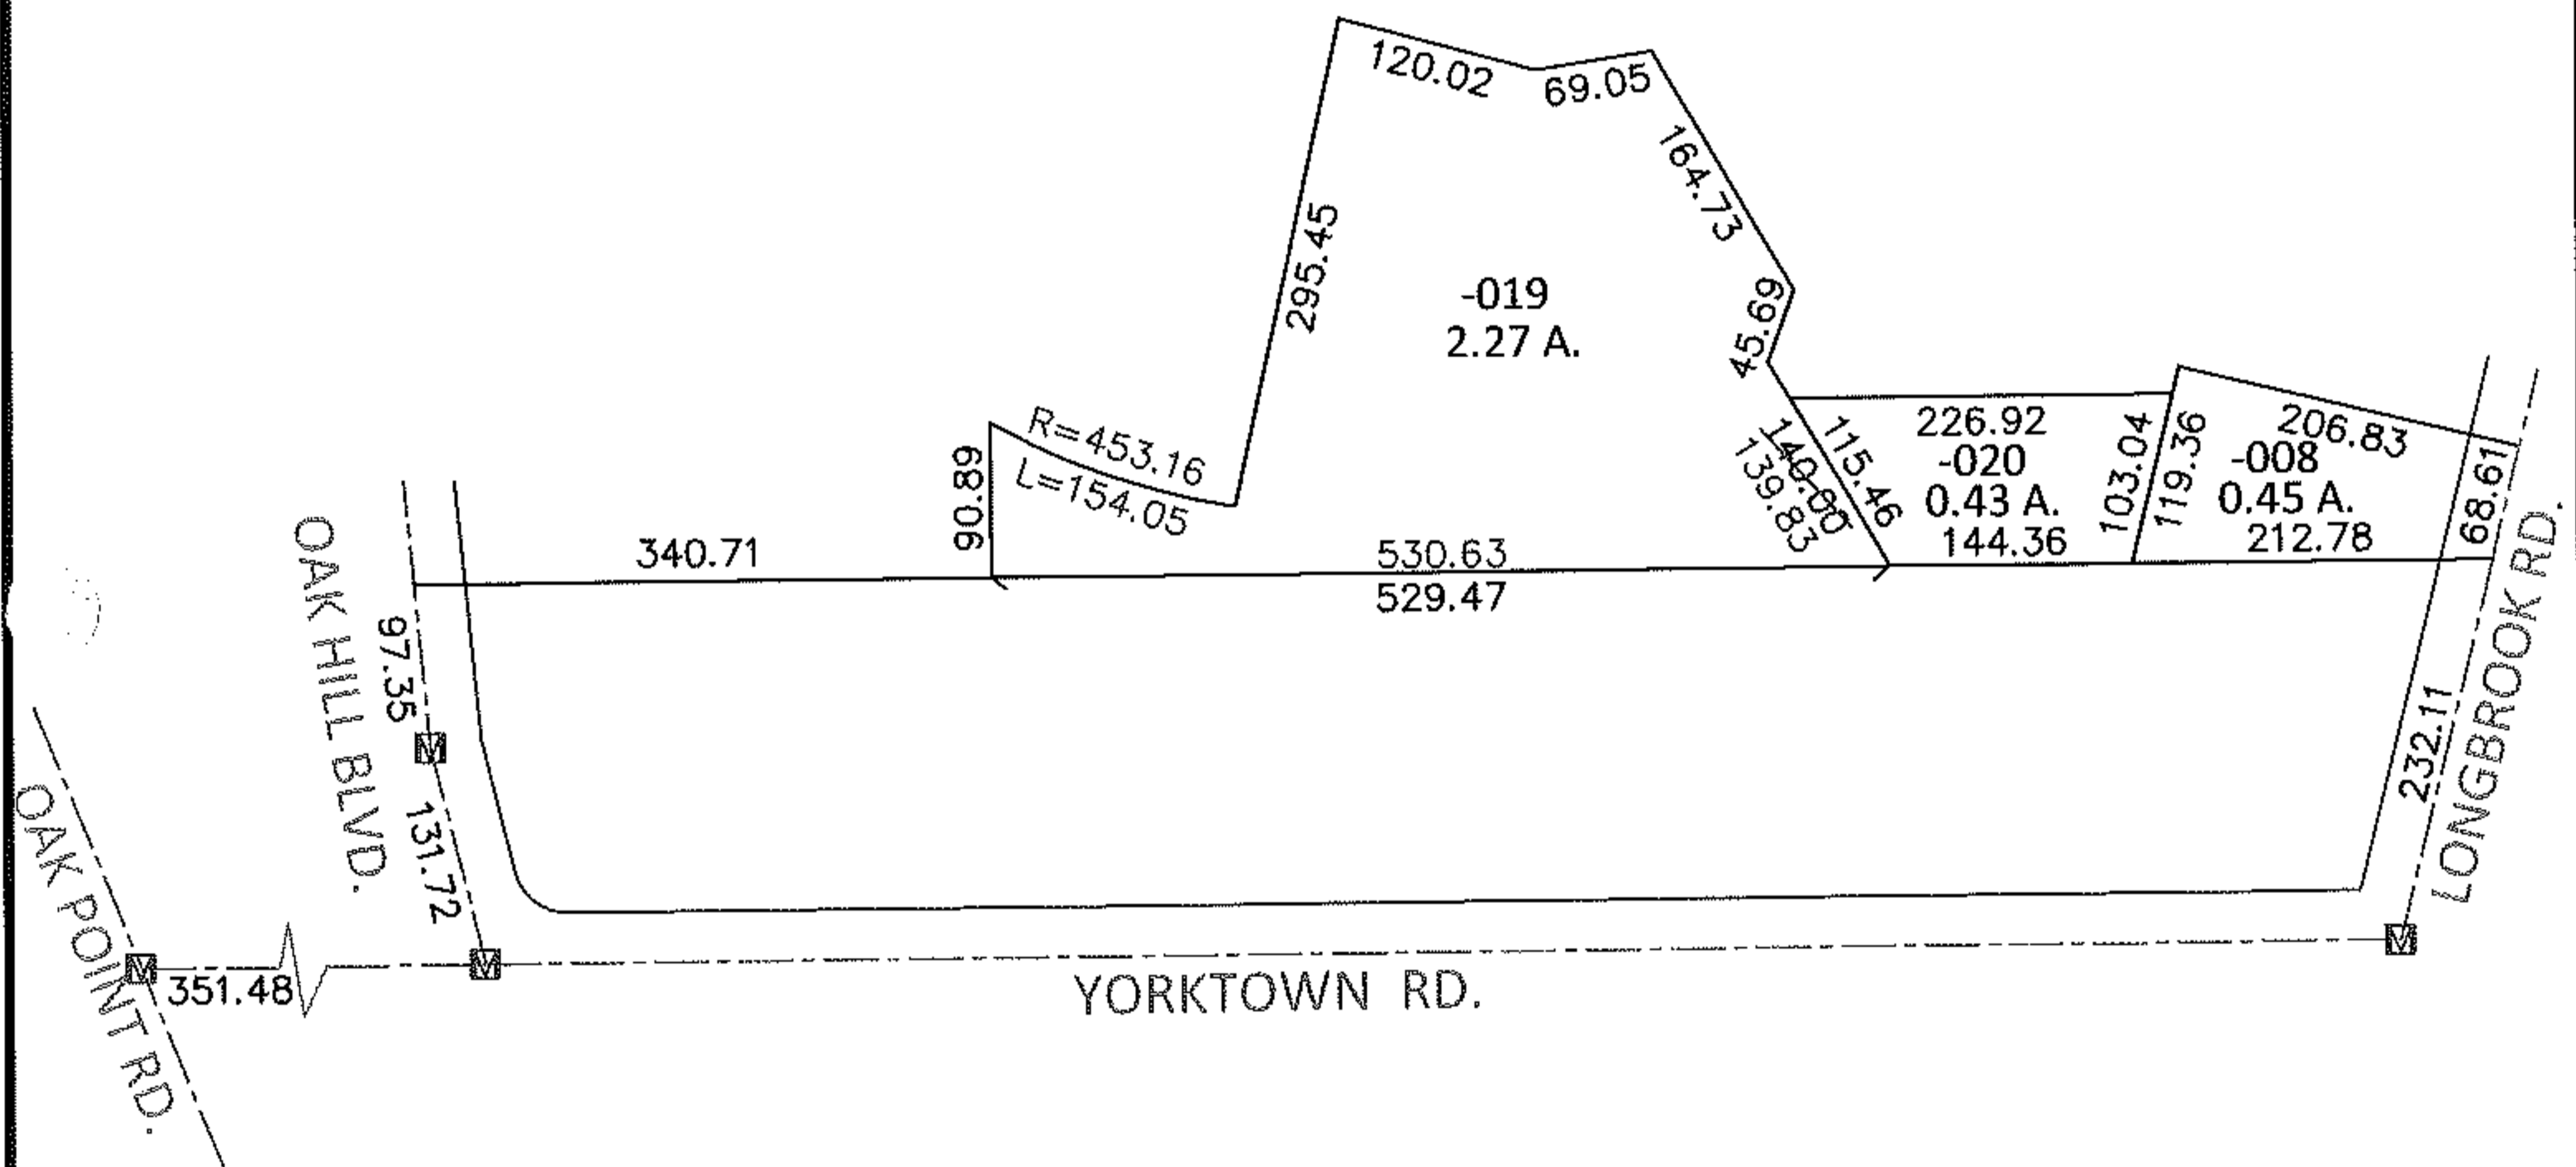 120.02
69.05
164.73
295.45
-019
2.27 A.
45.69
R=453.16
L=154.05
90.89
115.46
140.00
139.83
226.92
-020
0.43 A.
144.36
103.04
119.36
206.83
-008
0.45 A.
212.78
68.61
340.71
530.63
529.47
OAK HILL BLVD.
97.35
131.72
232.11
LONGBROOK RD.
OAK POINT RD.
351.48
YORKTOWN RD.
M
M
M
M